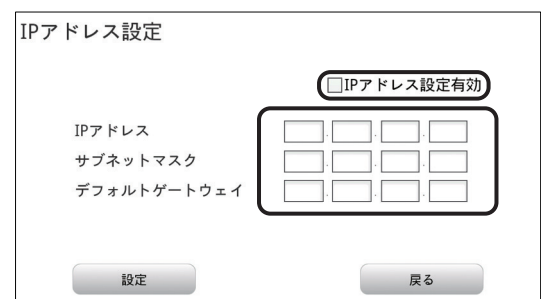 IPアドレス設定
□IPアドレス設定有効
IPアドレス . . .
サブネットマスク . . .
デフォルトゲートウェイ . . .
設定 戻る